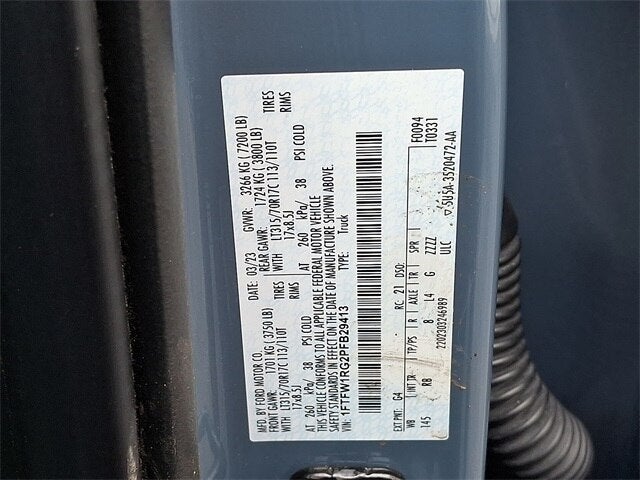 MFD. BY FORD MOTOR CO.
DATE: 03/23 GVWR: 3266 KG ( 7200 LB)
FRONT GAWR: 1701 KG ( 3750 LB) REAR GAWR: 1724 KG ( 3800 LB)
WITH LT315/70R17C 113/110T TIRES WITH LT315/70R17C 113/110T TIRES
17x8.5J RIMS 17x8.5J RIMS
AT 260 kPa/ 38 PSI COLD AT 260 kPa/ 38 PSI COLD
THIS VEHICLE CONFORMS TO ALL APPLICABLE FEDERAL MOTOR VEHICLE
SAFETY STANDARDS IN EFFECT ON THE DATE OF MANUFACTURE SHOWN ABOVE.
VIN: 1FTFW1RG2PFB29413 TYPE: Truck
F0094
EXT PNT: G4 RC: 21 DSO: T0331
WB INT TR TP/PS R AXLE TR SPR
145 RB 8 L4 G ZZZZ
2202303246989 ULC 5U5A-3520472-AA